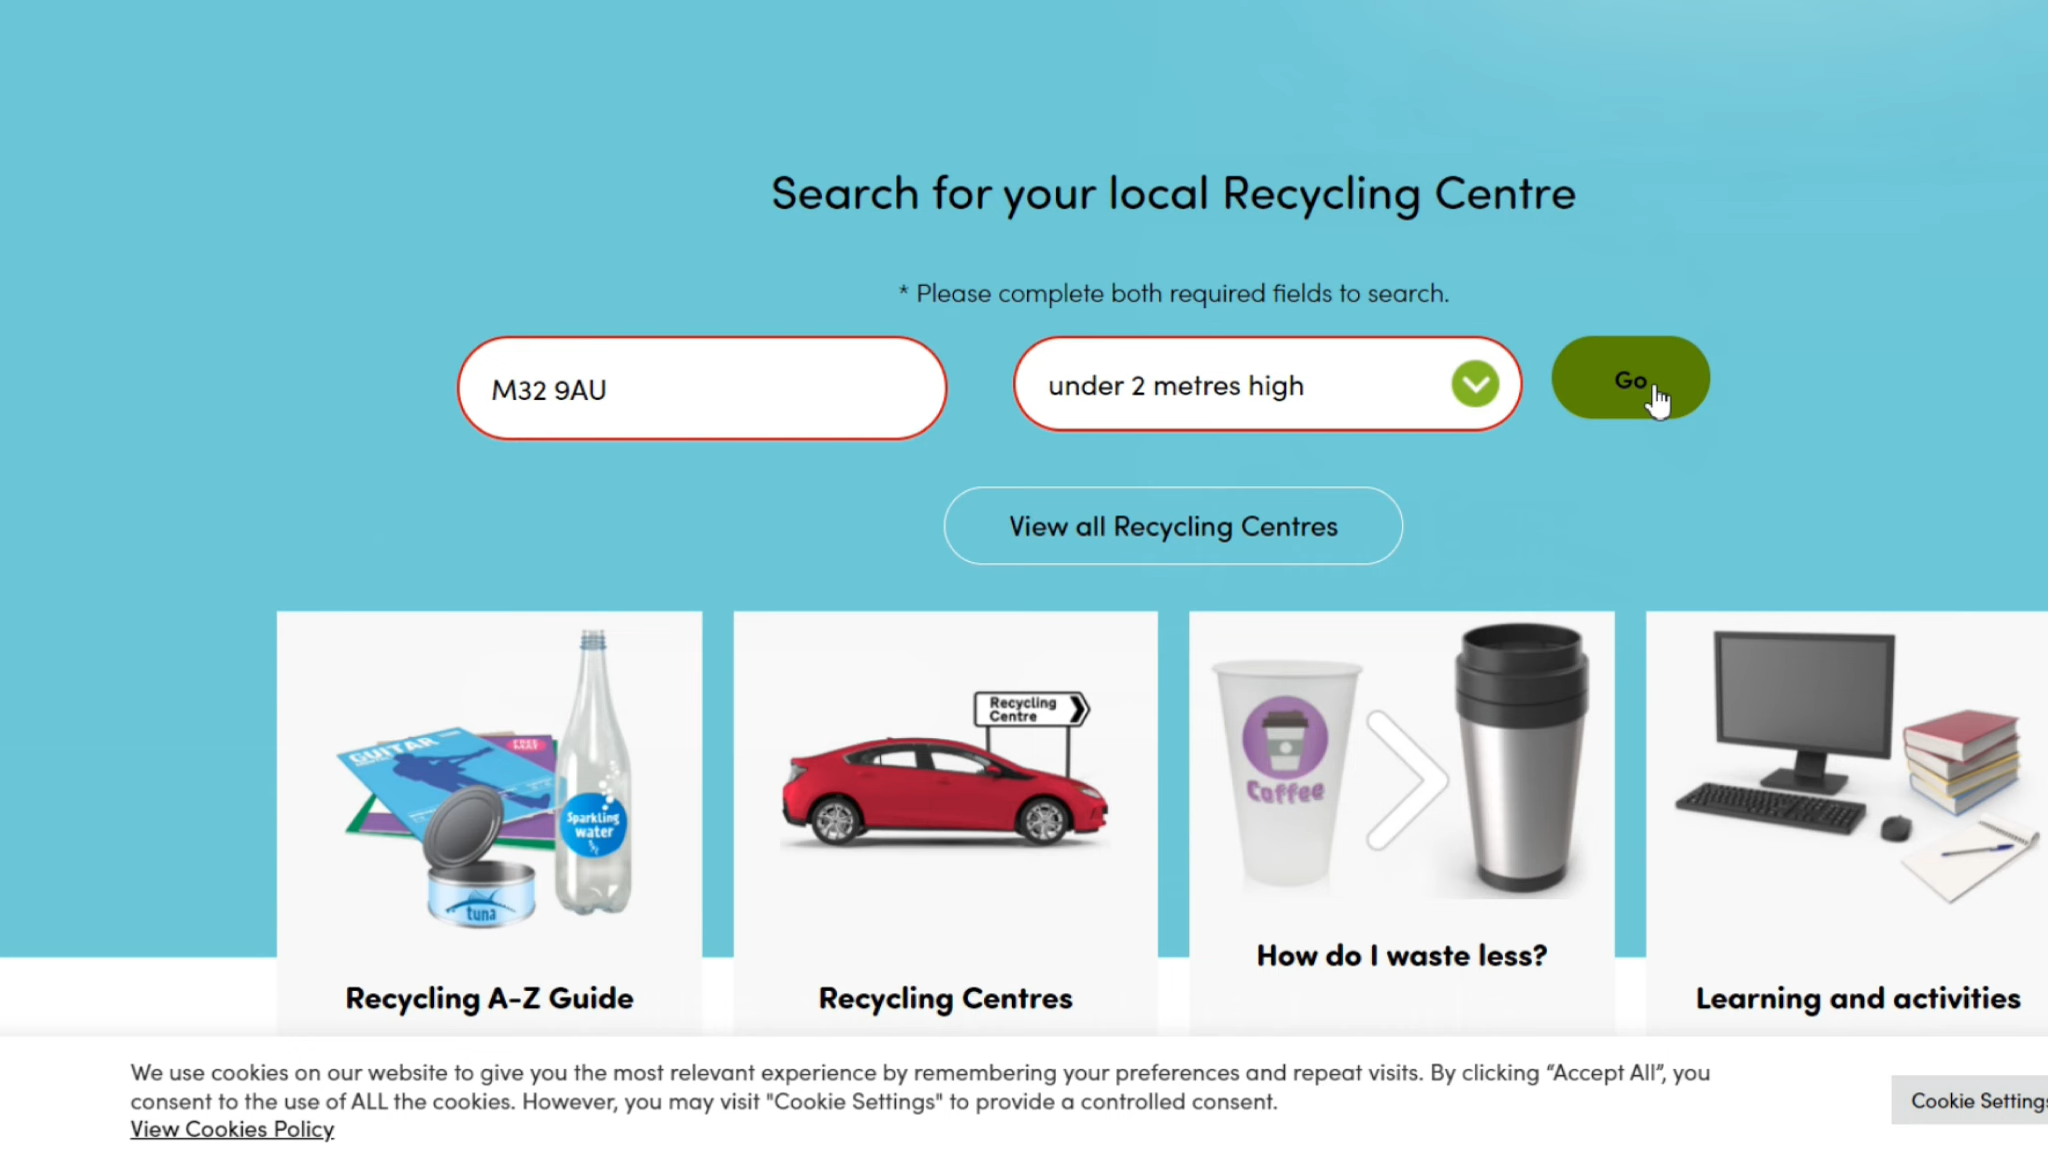 Search for your local Recycling Centre
* Please complete both required fields to search.
M32 9AU
under 2 metres high
Go
View all Recycling Centres
GUITAR
FREE
Sparkling
water
tuna
Recycling
Centre
Coffee
Recycling A-Z Guide
Recycling Centres
How do I waste less?
Learning and activities
We use cookies on our website to give you the most relevant experience by remembering your preferences and repeat visits. By clicking “Accept All”, you
consent to the use of ALL the cookies. However, you may visit "Cookie Settings" to provide a controlled consent.
View Cookies Policy
Cookie Settings